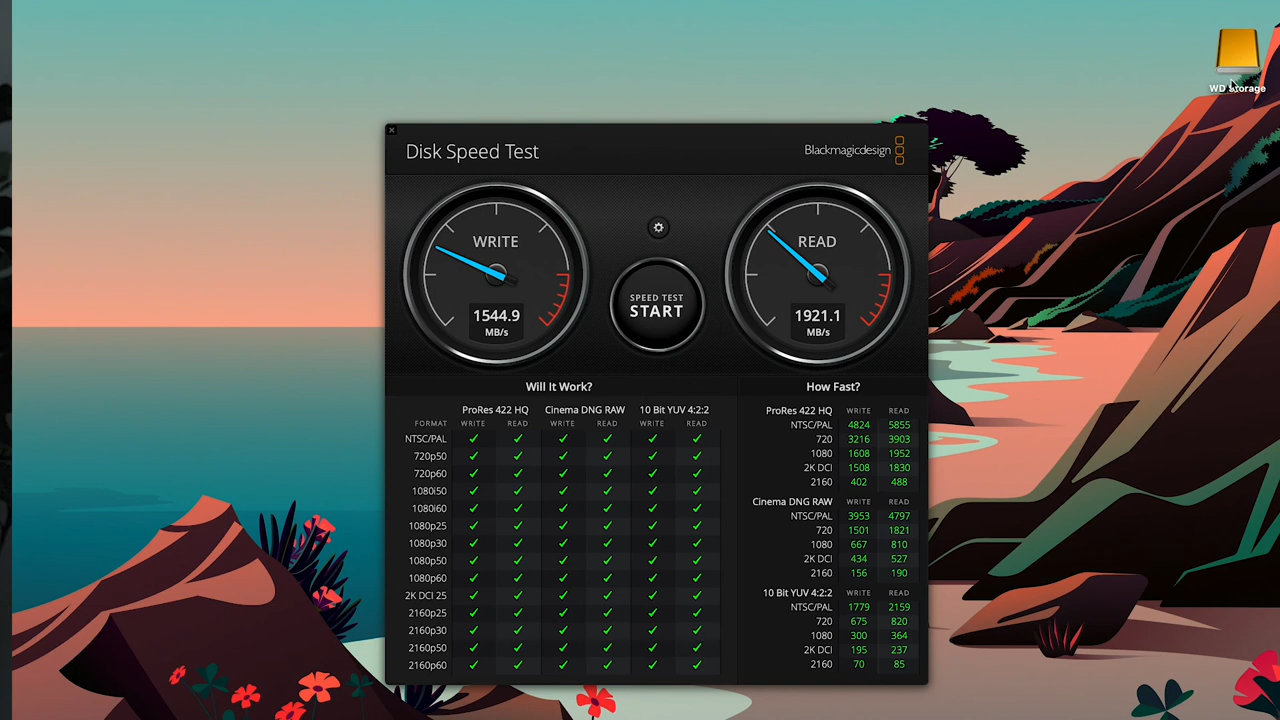 WD Storage
Disk Speed Test
Blackmagicdesign
WRITE
1544.9
MB/s
SPEED TEST
START
READ
1921.1
MB/s
Will It Work?
ProRes 422 HQ Cinema DNG RAW 10 Bit YUV 4:2:2
FORMAT WRITE READ WRITE READ WRITE READ
NTSC/PAL ✓ ✓ ✓ ✓ ✓ ✓
720p50 ✓ ✓ ✓ ✓ ✓ ✓
720p60 ✓ ✓ ✓ ✓ ✓ ✓
1080i50 ✓ ✓ ✓ ✓ ✓ ✓
1080i60 ✓ ✓ ✓ ✓ ✓ ✓
1080p25 ✓ ✓ ✓ ✓ ✓ ✓
1080p30 ✓ ✓ ✓ ✓ ✓ ✓
1080p50 ✓ ✓ ✓ ✓ ✓ ✓
1080p60 ✓ ✓ ✓ ✓ ✓ ✓
2K DCI 25 ✓ ✓ ✓ ✓ ✓ ✓
2160p25 ✓ ✓ ✓ ✓ ✓ ✓
2160p30 ✓ ✓ ✓ ✓ ✓ ✓
2160p50 ✓ ✓ ✓ ✓ ✓ ✓
2160p60 ✓ ✓ ✓ ✓ ✓ ✓
How Fast?
ProRes 422 HQ WRITE READ
NTSC/PAL 4824 5855
720 3216 3903
1080 1608 1952
2K DCI 1508 1830
2160 402 488
Cinema DNG RAW WRITE READ
NTSC/PAL 3953 4797
720 1501 1821
1080 667 810
2K DCI 434 527
2160 156 190
10 Bit YUV 4:2:2 WRITE READ
NTSC/PAL 1779 2159
720 675 820
1080 300 364
2K DCI 195 237
2160 70 85